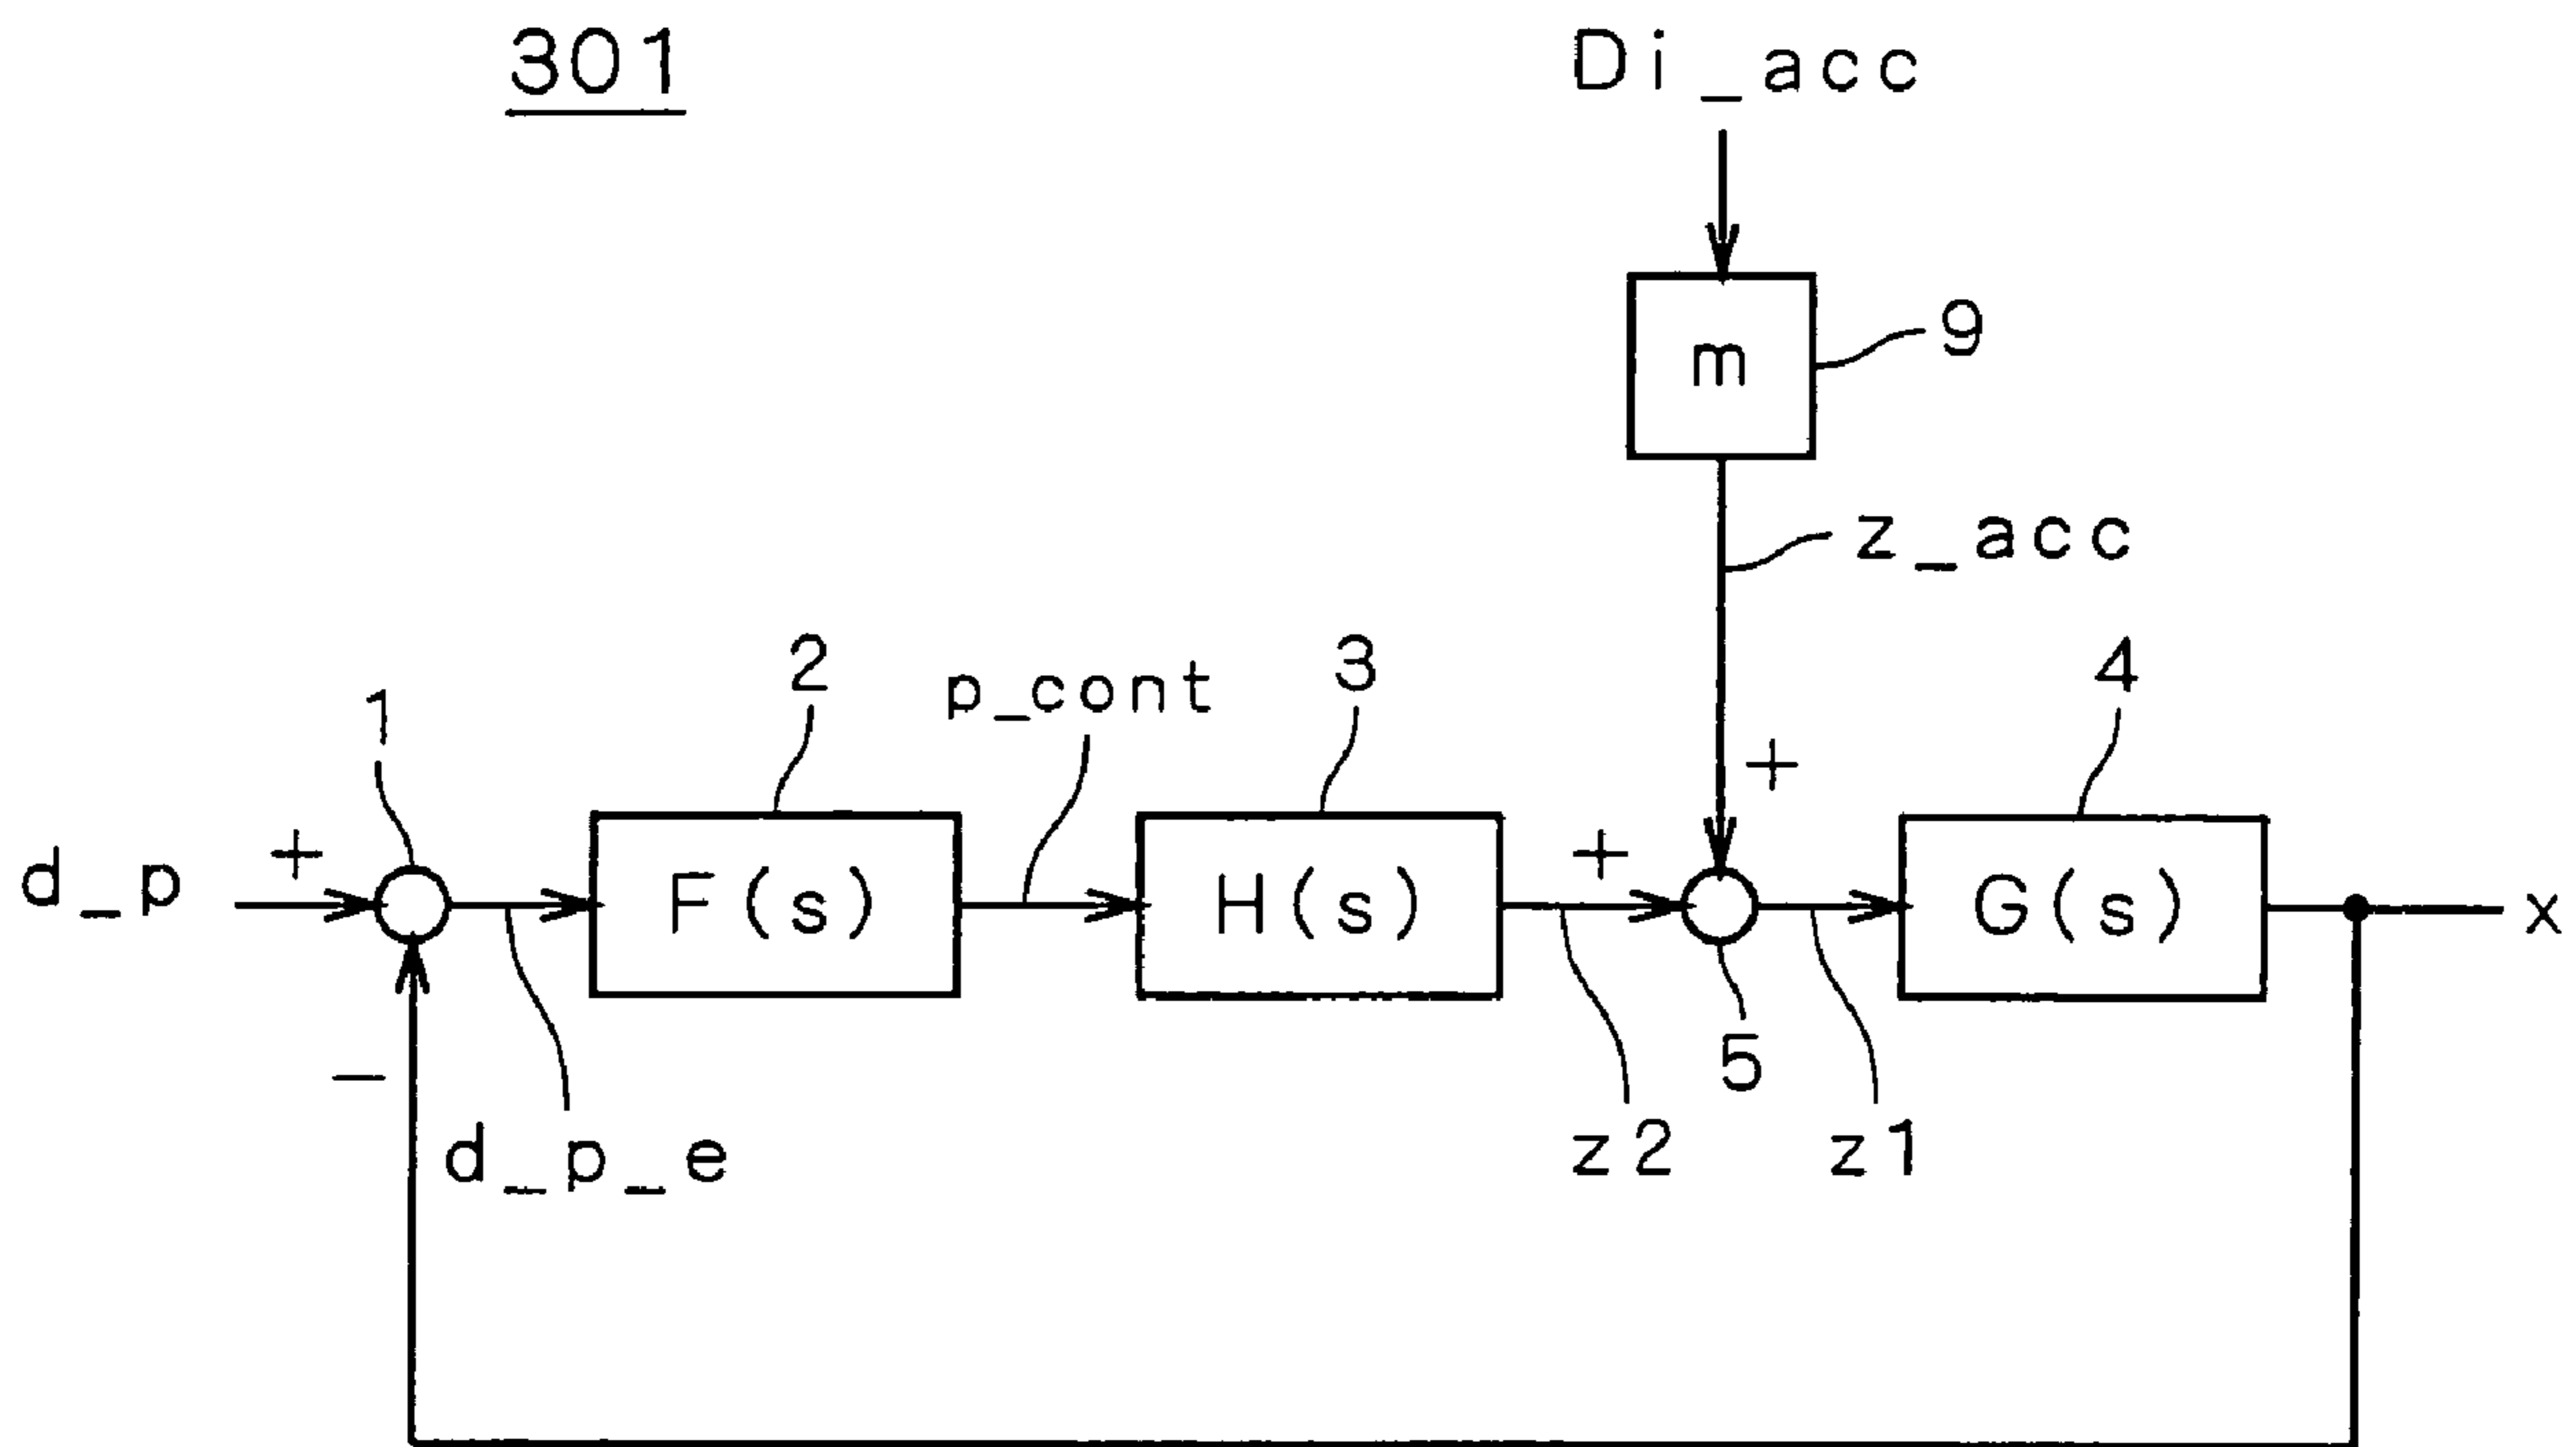 301
Di_acc
m
9
z_acc
1
2
p_cont
3
+
4
d_p
+
F(s)
H(s)
+
G(s)
x
−
d_p_e
5
z2
z1